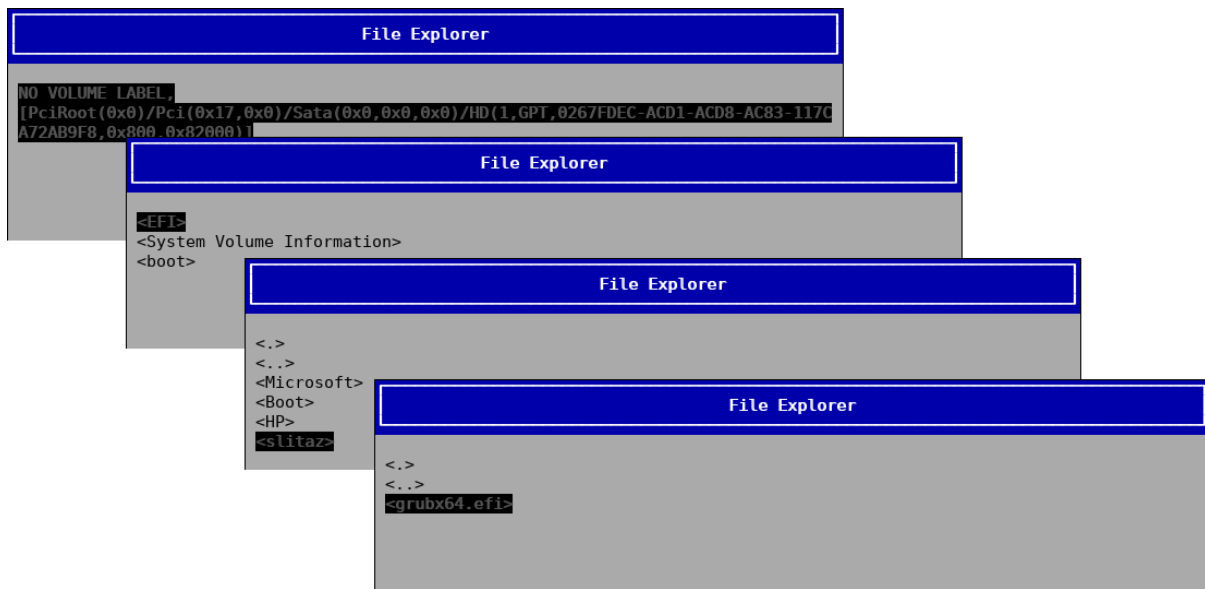 File Explorer
NO VOLUME LABEL,
[PciRoot(0x0)/Pci(0x17,0x0)/Sata(0x0,0x0,0x0)/HD(1,GPT,0267FDEC-ACD1-ACD8-AC83-117C
A72AB9F8,0x800,0x82000)]
File Explorer
<EFI>
<System Volume Information>
<boot>
File Explorer
<.>
<..>
<Microsoft>
<Boot>
<HP>
<slitaz>
File Explorer
<.>
<..>
<grubx64.efi>